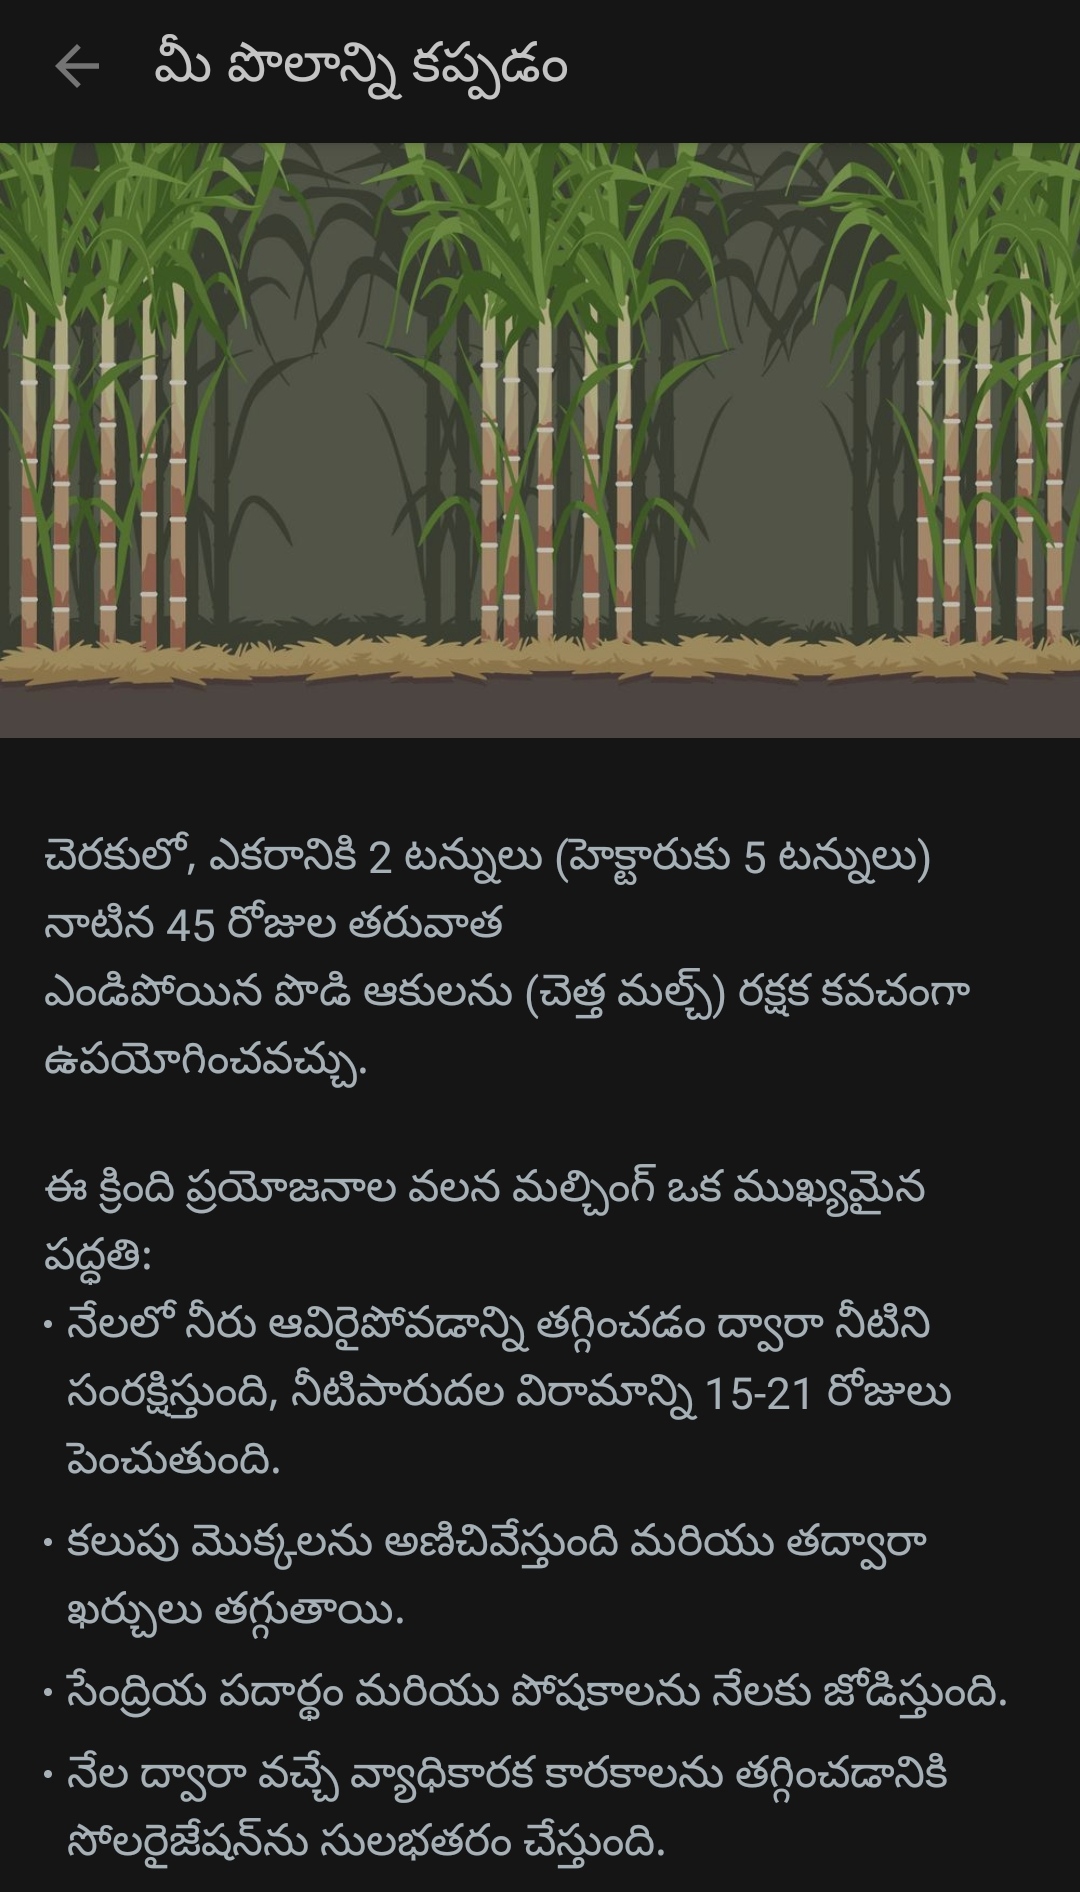 మీ పొలాన్ని కప్పడం
చెరకులో, ఎకరానికి 2 టన్నులు (హెక్టారుకు 5 టన్నులు)
నాటిన 45 రోజుల తరువాత
ఎండిపోయిన పొడి ఆకులను (చెత్త మల్చ్) రక్షక కవచంగా
ఉపయోగించవచ్చు.
ఈ క్రింది ప్రయోజనాల వలన మల్చింగ్ ఒక ముఖ్యమైన
పద్ధతి:
• నేలలో నీరు ఆవిరైపోవడాన్ని తగ్గించడం ద్వారా నీటిని
సంరక్షిస్తుంది, నీటిపారుదల విరామాన్ని 15-21 రోజులు
పెంచుతుంది.
• కలుపు మొక్కలను అణిచివేస్తుంది మరియు తద్వారా
ఖర్చులు తగ్గుతాయి.
• సేంద్రియ పదార్థం మరియు పోషకాలను నేలకు జోడిస్తుంది.
• నేల ద్వారా వచ్చే వ్యాధికారక కారకాలను తగ్గించడానికి
సోలరైజేషన్‌ను సులభతరం చేస్తుంది.